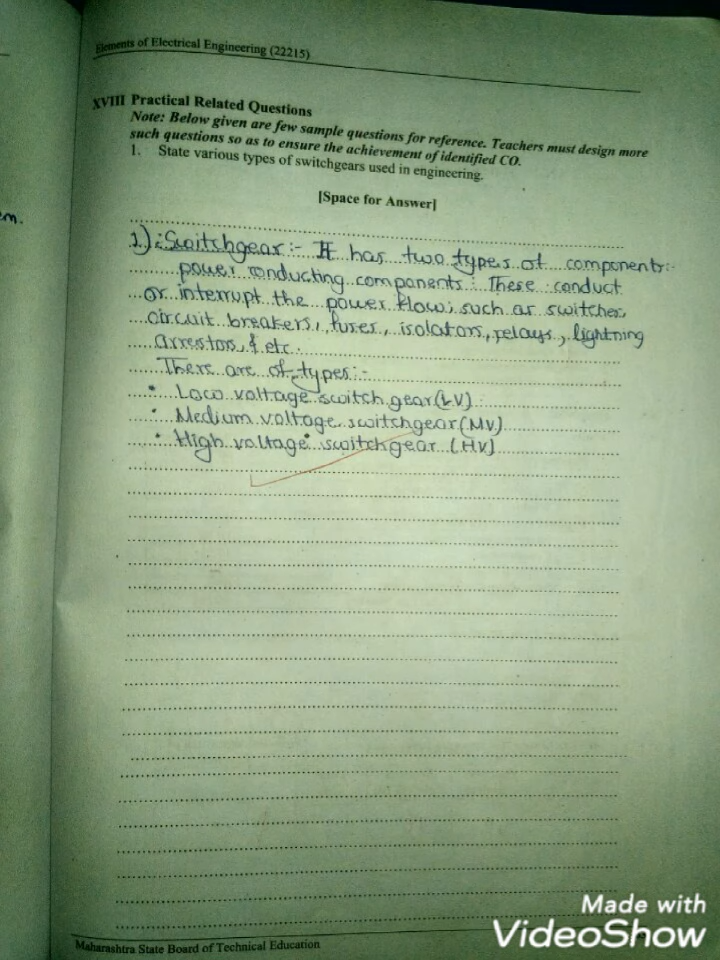 Elements of Electrical Engineering (22215)
XVIII Practical Related Questions
Note: Below given are few sample questions for reference. Teachers must design more
such questions so as to ensure the achievement of identified CO.
1. State various types of switchgears used in engineering.
[Space for Answer]
1) :Switchgear:- It has two types of components:-
power conducting components: These conduct
or interrupt the power flow; such as switches,
circuit breakers, fuses, isolators, relays, lightning
arrestors, & etc.
There are of types:-
• Low voltage switch gear (LV)
• Medium voltage switchgear (MV)
• High voltage switchgear (HV)
Maharashtra State Board of Technical Education
Made with
VideoShow